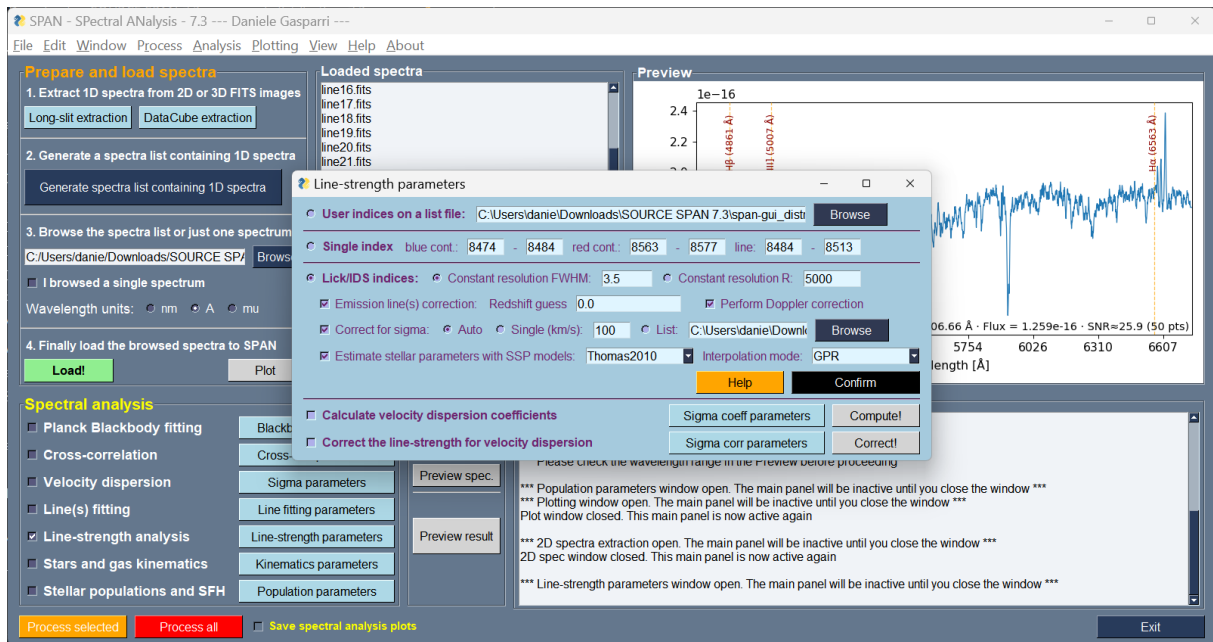 SPAN - SPectral ANalysis - 7.3 --- Daniele Gasparri ---
File Edit Window Process Analysis Plotting View Help About
Prepare and load spectra
1. Extract 1D spectra from 2D or 3D FITS images
Long-slit extraction DataCube extraction
2. Generate a spectra list containing 1D spectra
Generate spectra list containing 1D spectra
3. Browse the spectra list or just one spectrum
C:/Users/danie/Downloads/SOURCE SPA
I browsed a single spectrum
Wavelength units: nm A mu
4. Finally load the browsed spectra to SPAN
Load! Plot
Loaded spectra
line16.fits
line17.fits
line18.fits
line19.fits
line20.fits
line21.fits
Preview
1e−16
2.4
2.2
Hβ (4861 Å)
(5007 Å)
Hα (6563 Å)
06.66 Å · Flux = 1.259e-16 · SNR≈25.9 (50 pts)
5754 6026 6310 6607
length [Å]
Line-strength parameters
User indices on a list file: C:\Users\danie\Downloads\SOURCE SPAN 7.3\span-gui_distr Browse
Single index blue cont.: 8474 - 8484 red cont.: 8563 - 8577 line: 8484 - 8513
Lick/IDS indices: Constant resolution FWHM: 3.5 Constant resolution R: 5000
Emission line(s) correction: Redshift guess 0.0 Perform Doppler correction
Correct for sigma: Auto Single (km/s): 100 List: C:\Users\danie\Downl Browse
Estimate stellar parameters with SSP models: Thomas2010 Interpolation mode: GPR
Help Confirm
Calculate velocity dispersion coefficients Sigma coeff parameters Compute!
Correct the line-strength for velocity dispersion Sigma corr parameters Correct!
Spectral analysis
Planck Blackbody fitting
Cross-correlation
Velocity dispersion Sigma parameters
Line(s) fitting Line fitting parameters
Line-strength analysis Line-strength parameters
Stars and gas kinematics Kinematics parameters
Stellar populations and SFH Population parameters
Preview spec.
Preview result
Please check the wavelength range in the Preview before proceeding
*** Population parameters window open. The main panel will be inactive until you close the window ***
*** Plotting window open. The main panel will be inactive until you close the window ***
Plot window closed. This main panel is now active again
*** 2D spectra extraction open. The main panel will be inactive until you close the window ***
2D spec window closed. This main panel is now active again
*** Line-strength parameters window open. The main panel will be inactive until you close the window ***
Process selected Process all Save spectral analysis plots Exit